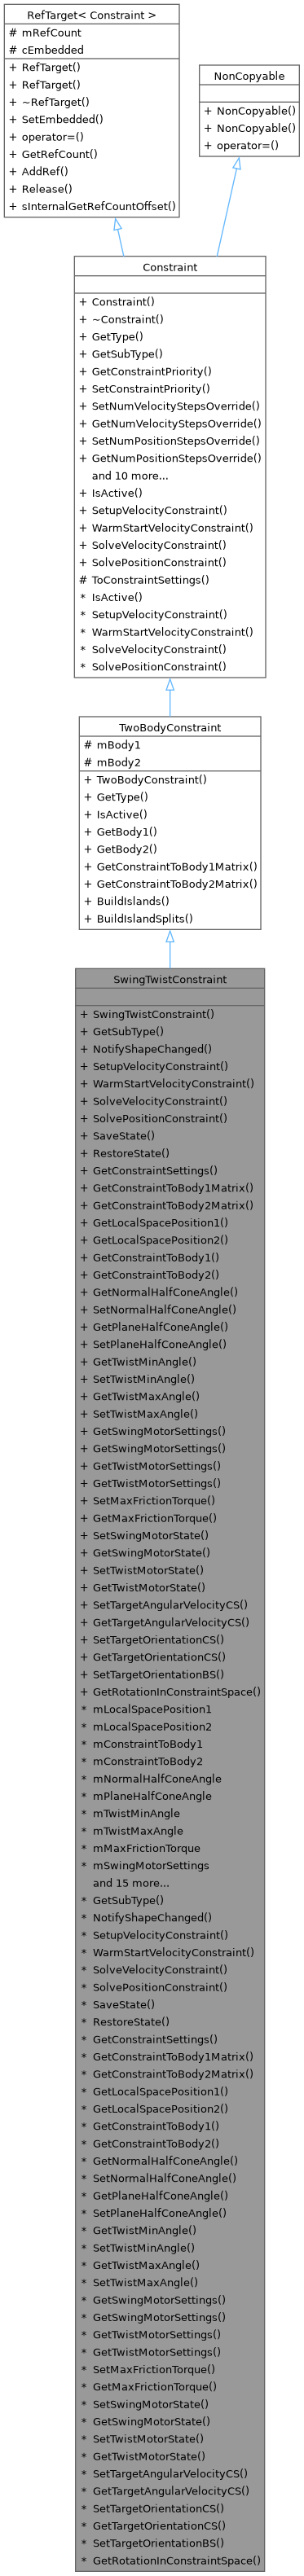 RefTarget< Constraint >
# mRefCount
# cEmbedded
+ RefTarget()
+ RefTarget()
+ ~RefTarget()
+ SetEmbedded()
+ operator=()
+ GetRefCount()
+ AddRef()
+ Release()
+ sInternalGetRefCountOffset()
NonCopyable
+ NonCopyable()
+ NonCopyable()
+ operator=()
Constraint
+ Constraint()
+ ~Constraint()
+ GetType()
+ GetSubType()
+ GetConstraintPriority()
+ SetConstraintPriority()
+ SetNumVelocityStepsOverride()
+ GetNumVelocityStepsOverride()
+ SetNumPositionStepsOverride()
+ GetNumPositionStepsOverride()
and 10 more...
+ IsActive()
+ SetupVelocityConstraint()
+ WarmStartVelocityConstraint()
+ SolveVelocityConstraint()
+ SolvePositionConstraint()
# ToConstraintSettings()
* IsActive()
* SetupVelocityConstraint()
* WarmStartVelocityConstraint()
* SolveVelocityConstraint()
* SolvePositionConstraint()
TwoBodyConstraint
# mBody1
# mBody2
+ TwoBodyConstraint()
+ GetType()
+ IsActive()
+ GetBody1()
+ GetBody2()
+ GetConstraintToBody1Matrix()
+ GetConstraintToBody2Matrix()
+ BuildIslands()
+ BuildIslandSplits()
SwingTwistConstraint
+ SwingTwistConstraint()
+ GetSubType()
+ NotifyShapeChanged()
+ SetupVelocityConstraint()
+ WarmStartVelocityConstraint()
+ SolveVelocityConstraint()
+ SolvePositionConstraint()
+ SaveState()
+ RestoreState()
+ GetConstraintSettings()
+ GetConstraintToBody1Matrix()
+ GetConstraintToBody2Matrix()
+ GetLocalSpacePosition1()
+ GetLocalSpacePosition2()
+ GetConstraintToBody1()
+ GetConstraintToBody2()
+ GetNormalHalfConeAngle()
+ SetNormalHalfConeAngle()
+ GetPlaneHalfConeAngle()
+ SetPlaneHalfConeAngle()
+ GetTwistMinAngle()
+ SetTwistMinAngle()
+ GetTwistMaxAngle()
+ SetTwistMaxAngle()
+ GetSwingMotorSettings()
+ GetSwingMotorSettings()
+ GetTwistMotorSettings()
+ GetTwistMotorSettings()
+ SetMaxFrictionTorque()
+ GetMaxFrictionTorque()
+ SetSwingMotorState()
+ GetSwingMotorState()
+ SetTwistMotorState()
+ GetTwistMotorState()
+ SetTargetAngularVelocityCS()
+ GetTargetAngularVelocityCS()
+ SetTargetOrientationCS()
+ GetTargetOrientationCS()
+ SetTargetOrientationBS()
+ GetRotationInConstraintSpace()
* mLocalSpacePosition1
* mLocalSpacePosition2
* mConstraintToBody1
* mConstraintToBody2
* mNormalHalfConeAngle
* mPlaneHalfConeAngle
* mTwistMinAngle
* mTwistMaxAngle
* mMaxFrictionTorque
* mSwingMotorSettings
and 15 more...
* GetSubType()
* NotifyShapeChanged()
* SetupVelocityConstraint()
* WarmStartVelocityConstraint()
* SolveVelocityConstraint()
* SolvePositionConstraint()
* SaveState()
* RestoreState()
* GetConstraintSettings()
* GetConstraintToBody1Matrix()
* GetConstraintToBody2Matrix()
* GetLocalSpacePosition1()
* GetLocalSpacePosition2()
* GetConstraintToBody1()
* GetConstraintToBody2()
* GetNormalHalfConeAngle()
* SetNormalHalfConeAngle()
* GetPlaneHalfConeAngle()
* SetPlaneHalfConeAngle()
* GetTwistMinAngle()
* SetTwistMinAngle()
* GetTwistMaxAngle()
* SetTwistMaxAngle()
* GetSwingMotorSettings()
* GetSwingMotorSettings()
* GetTwistMotorSettings()
* GetTwistMotorSettings()
* SetMaxFrictionTorque()
* GetMaxFrictionTorque()
* SetSwingMotorState()
* GetSwingMotorState()
* SetTwistMotorState()
* GetTwistMotorState()
* SetTargetAngularVelocityCS()
* GetTargetAngularVelocityCS()
* SetTargetOrientationCS()
* GetTargetOrientationCS()
* SetTargetOrientationBS()
* GetRotationInConstraintSpace()